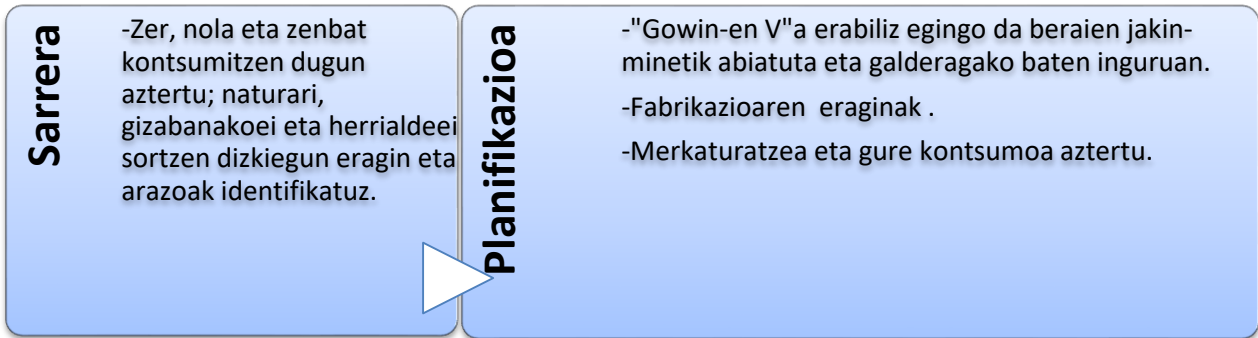 Sarrera
-Zer, nola eta zenbat
kontsumitzen dugun
aztertu; naturari,
gizabanakoei eta herrialdeei
sortzen dizkiegun eragin eta
arazoak identifikatuz.
Planifikazioa
-"Gowin-en V"a erabiliz egingo da beraien jakin-
minetik abiatuta eta galderagako baten inguruan.
-Fabrikazioaren eraginak .
-Merkaturatzea eta gure kontsumoa aztertu.